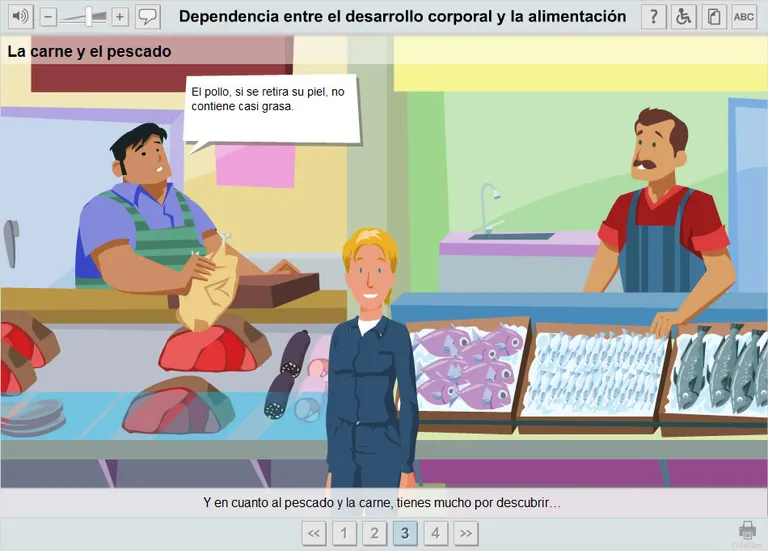 Dependencia entre el desarrollo corporal y la alimentación
?
ABC
La carne y el pescado
El pollo, si se retira su piel, no
contiene casi grasa.
Y en cuanto al pescado y la carne, tienes mucho por descubrir...
<< 1 2 3 4 >>